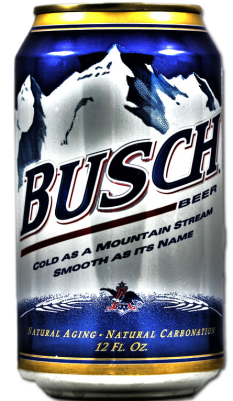 BUSCH
BEER
COLD AS A MOUNTAIN STREAM
SMOOTH AS ITS NAME
NATURAL AGING - NATURAL CARBONATION
12 FL. OZ.